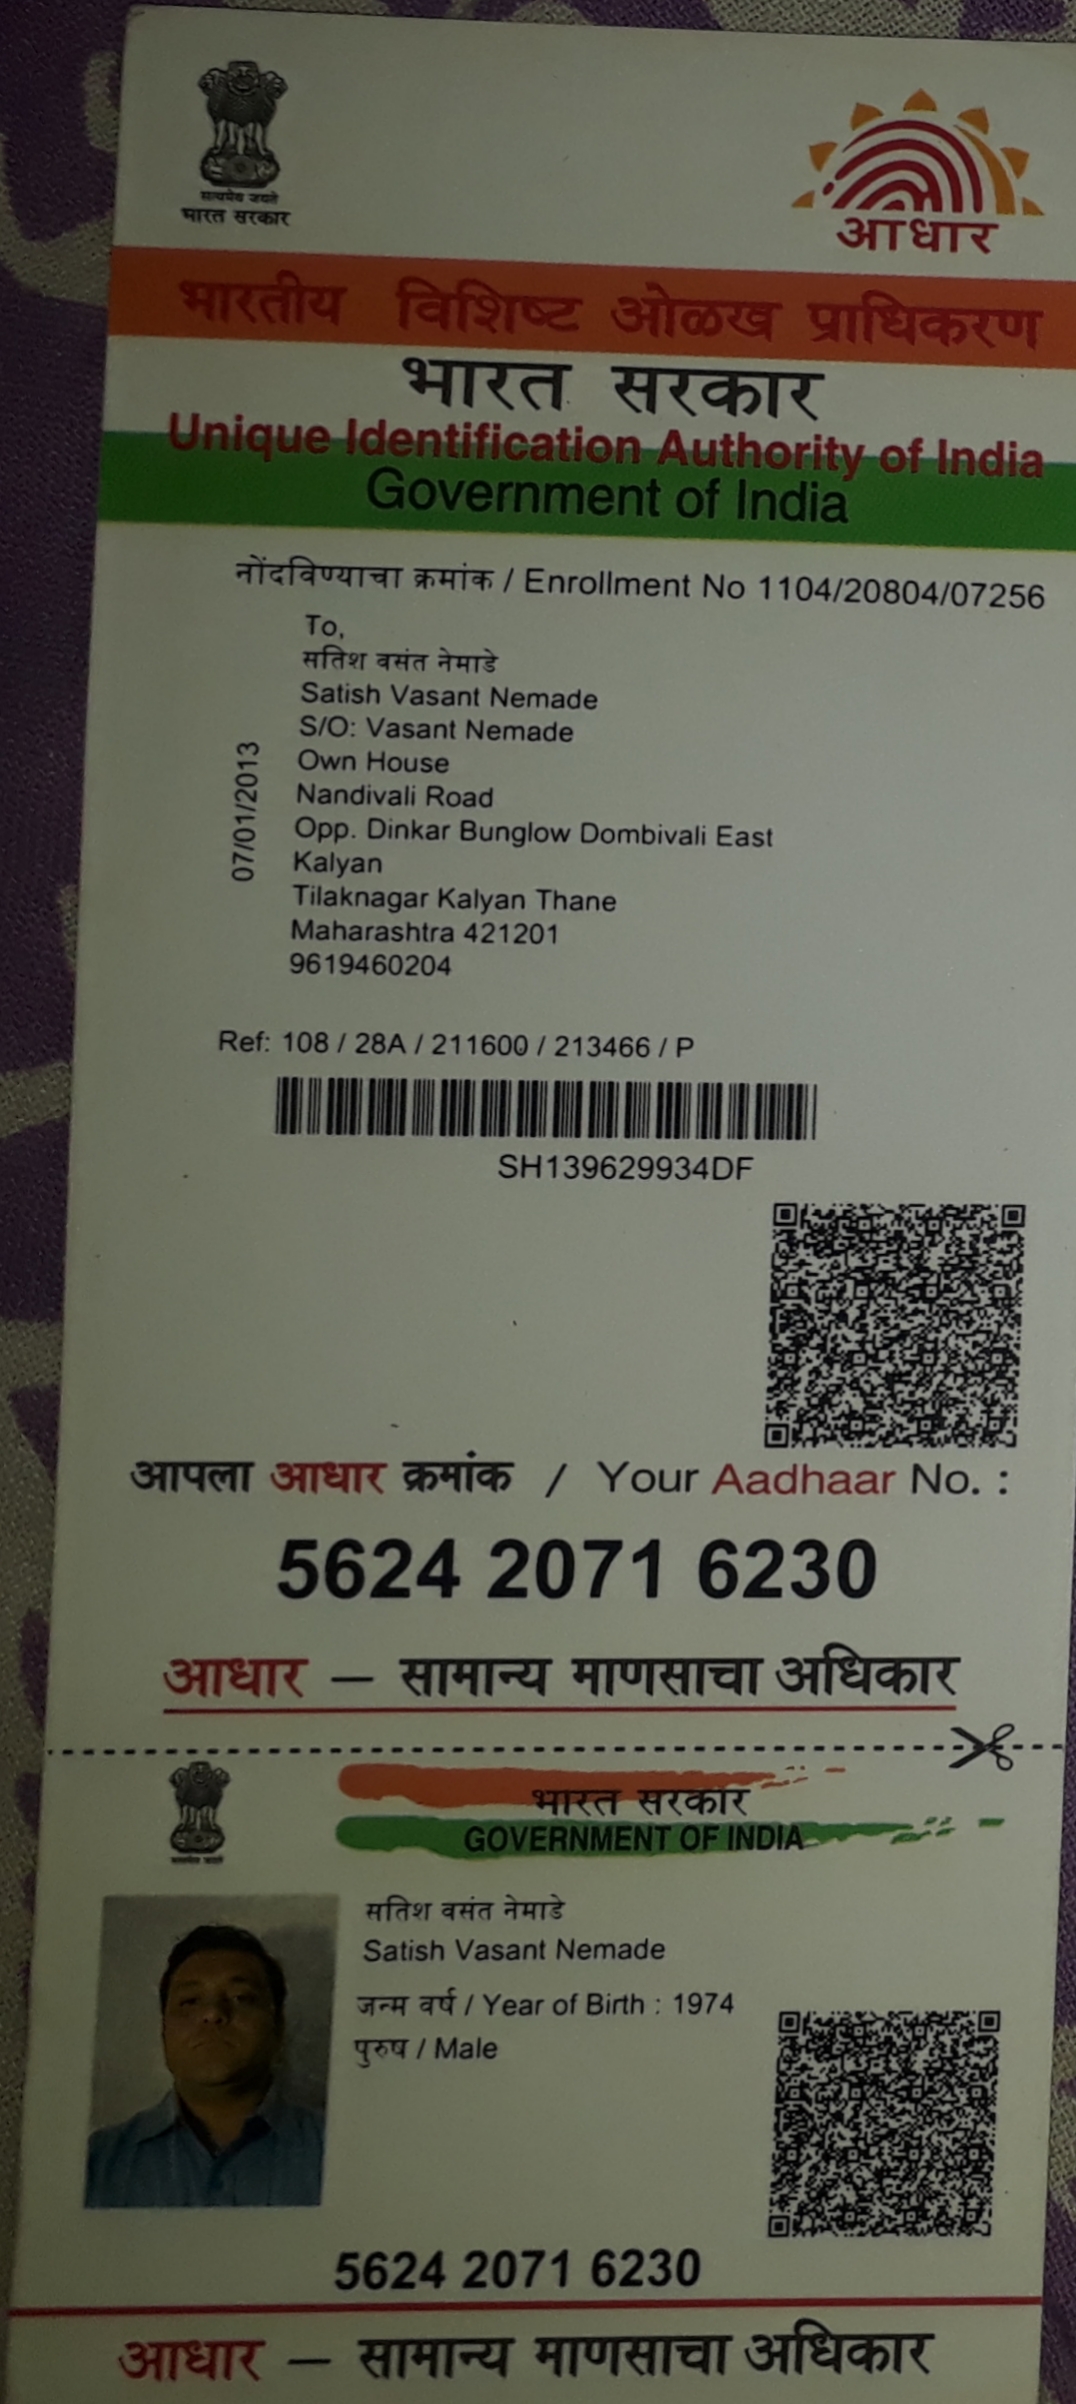 सत्यमेव जयते
भारत सरकार
आधार
भारतीय विशिष्ट ओळख प्राधिकरण
भारत सरकार
Unique Identification Authority of India
Government of India
नोंदविण्याचा क्रमांक / Enrollment No 1104/20804/07256
To,
सतिश वसंत नेमाडे
Satish Vasant Nemade
S/O: Vasant Nemade
Own House
Nandivali Road
Opp. Dinkar Bunglow Dombivali East
Kalyan
Tilaknagar Kalyan Thane
Maharashtra 421201
9619460204
07/01/2013
Ref: 108 / 28A / 211600 / 213466 / P
SH139629934DF
आपला आधार क्रमांक / Your Aadhaar No. :
5624 2071 6230
आधार — सामान्य माणसाचा अधिकार
भारत सरकार
GOVERNMENT OF INDIA
सत्यमेव जयते
सतिश वसंत नेमाडे
Satish Vasant Nemade
जन्म वर्ष / Year of Birth : 1974
पुरुष / Male
5624 2071 6230
आधार — सामान्य माणसाचा अधिकार